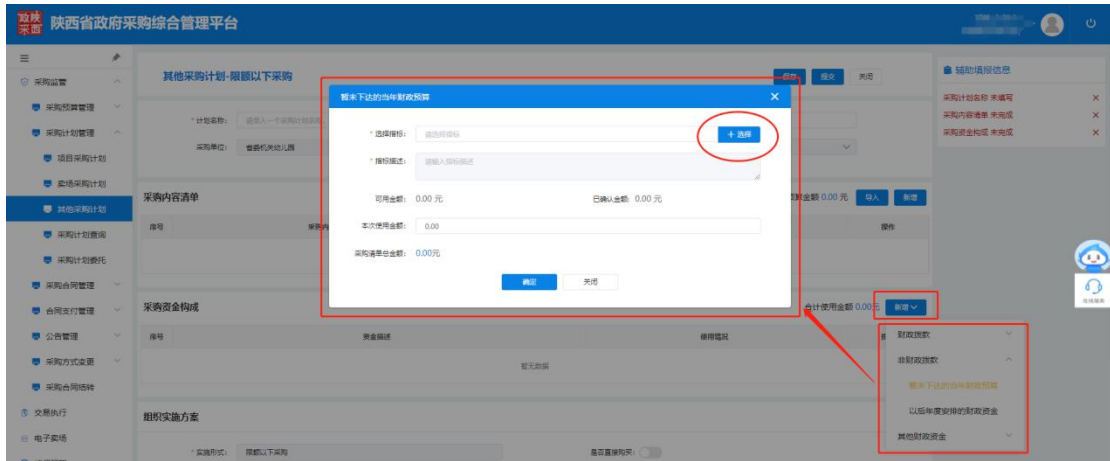 政陕
采西
陕西省政府采购综合管理平台
采购监管
采购预算管理
采购计划管理
项目采购计划
卖场采购计划
其他采购计划
采购计划查询
采购计划委托
采购合同管理
合同支付管理
公告管理
采购方式变更
采购合同结转
交易执行
电子卖场
其他采购计划-限额以下采购
保存
提交
关闭
* 计划名称:
采购单位:
暂未下达的当年财政预算
* 选择指标:
请选择指标
+ 选择
* 指标描述:
请输入指标描述
可用金额: 0.00 元
已确认金额: 0.00 元
本次使用金额:
0.00
采购清单总金额: 0.00元
确定
关闭
采购内容清单
金额 0.00 元
导入
新增
序号
操作
采购资金构成
合计使用金额 0.00元
新增
序号
资金描述
使用情况
暂无数据
财政拨款
非财政拨款
暂未下达的当年财政预算
以后年度安排的财政资金
其他财政资金
组织实施方案
* 实施形式:
限额以下采购
是否直接购买:
辅助填报信息
采购计划名称 未填写
采购内容清单 未完成
采购资金构成 未完成